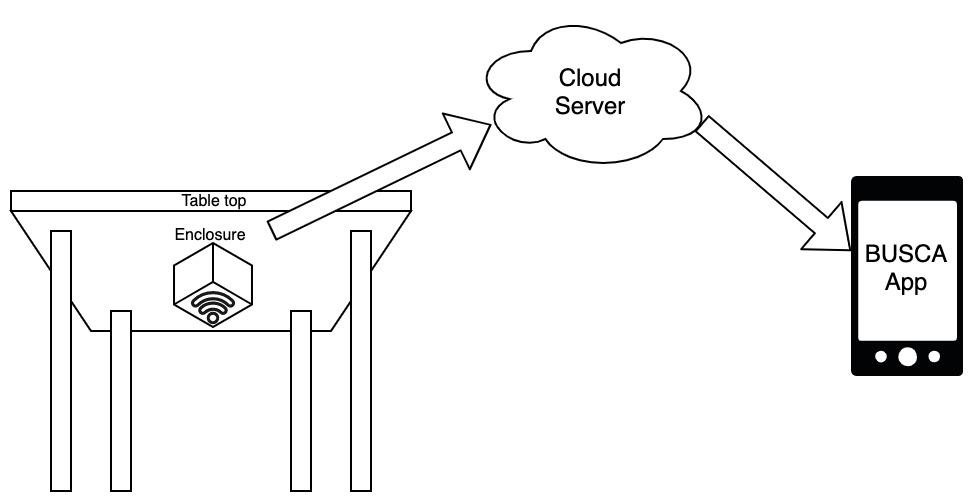 Cloud
Server
Table top
Enclosure
BUSCA
App